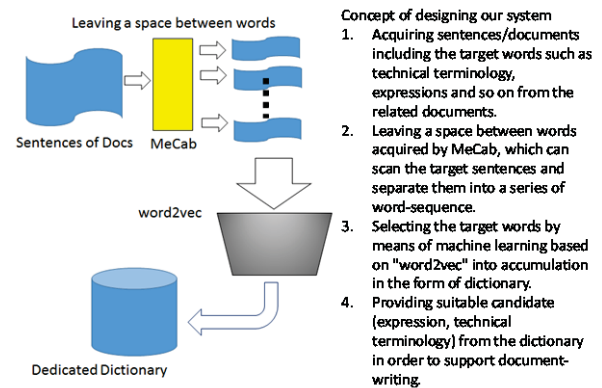 Leaving a space between words
Sentences of Docs
MeCab
word2vec
Dedicated Dictionary
Concept of designing our system
1. Acquiring sentences/documents
including the target words such as
technical terminology,
expressions and so on from the
related documents.
2. Leaving a space between words
acquired by MeCab, which can
scan the target sentences and
separate them into a series of
word-sequence.
3. Selecting the target words by
means of machine learning based
on "word2vec" into accumulation
in the form of dictionary.
4. Providing suitable candidate
(expression, technical
terminology) from the dictionary
in order to support document-
writing.